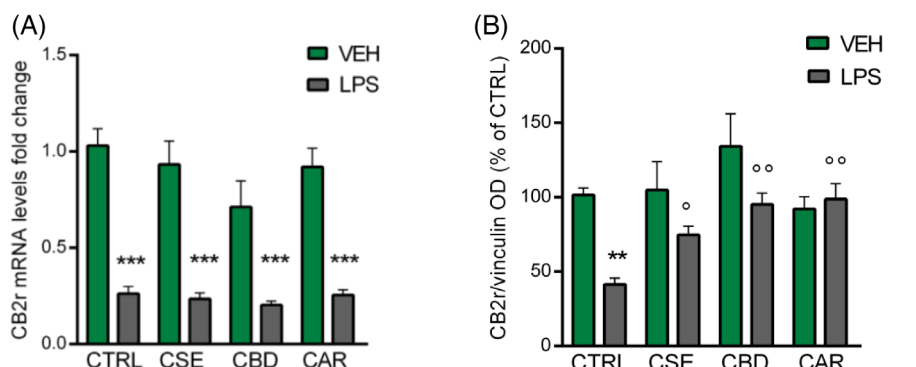 (A)
CB2r mRNA levels fold change
1.5
1.0
0.5
0.0
VEH
LPS
***
***
***
***
CTRL CSE CBD CAR
(B)
CB2r/vinculin OD (% of CTRL)
200
150
100
50
0
VEH
LPS
**
°
°°
°°
CTRL CSE CBD CAR